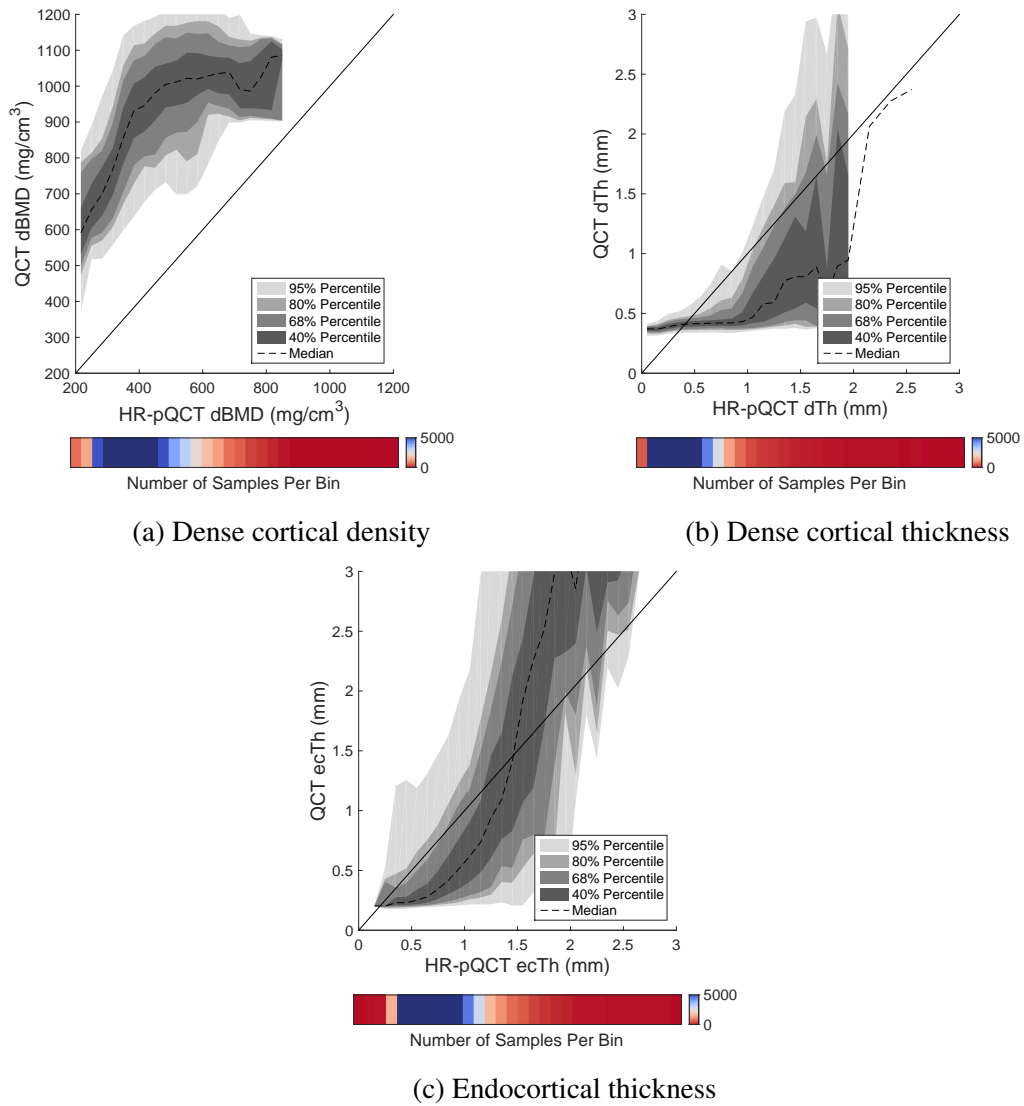 1200
1100
1000
900
800
700
600
500
400
300
200
QCT dBMD (mg/cm³)
200 400 600 800 1000 1200
HR-pQCT dBMD (mg/cm³)
95% Percentile
80% Percentile
68% Percentile
40% Percentile
Median
5000
0
Number of Samples Per Bin
(a) Dense cortical density
3
2.5
2
1.5
1
0.5
0
QCT dTh (mm)
0 0.5 1 1.5 2 2.5 3
HR-pQCT dTh (mm)
95% Percentile
80% Percentile
68% Percentile
40% Percentile
Median
5000
0
Number of Samples Per Bin
(b) Dense cortical thickness
3
2.5
2
1.5
1
0.5
0
QCT ecTh (mm)
0 0.5 1 1.5 2 2.5 3
HR-pQCT ecTh (mm)
95% Percentile
80% Percentile
68% Percentile
40% Percentile
Median
5000
0
Number of Samples Per Bin
(c) Endocortical thickness